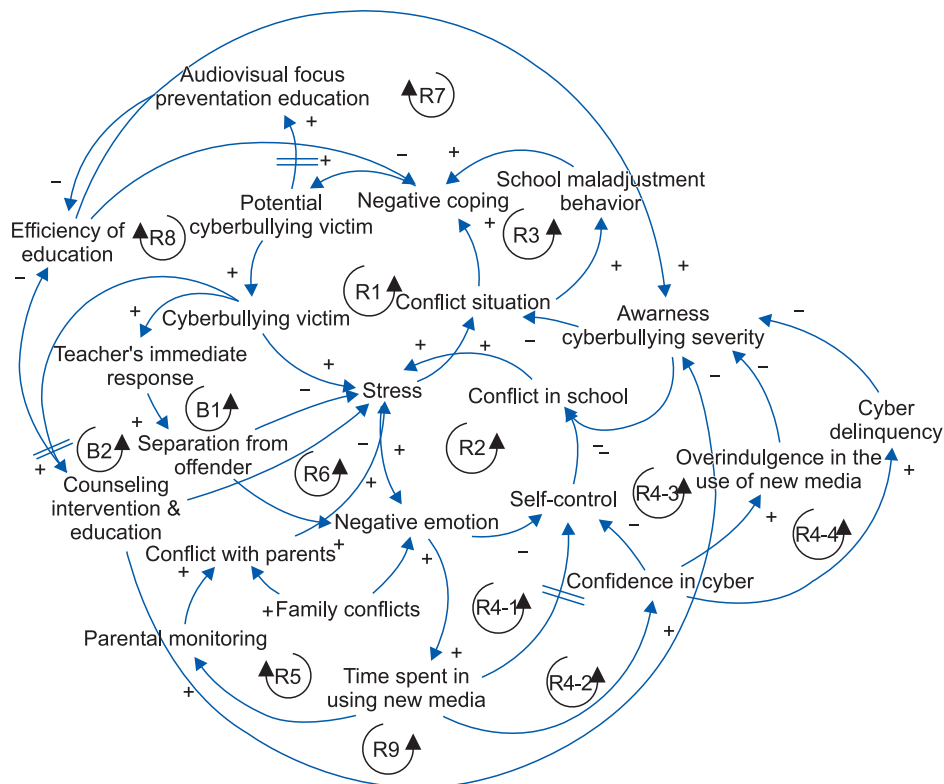 Audiovisual focus
preventation education
R7
+
+
−
+
−
School maladjustment
behavior
Potential
cyberbullying victim
Negative coping
Efficiency of
education
R8
+
R3
−
+
+
+
R1
Conflict situation
Awarness
cyberbullying severity
−
+
Cyberbullying victim
+
+
−
Teacher's immediate
response
−
−
Stress
Conflict in school
B1
Cyber
delinquency
+
Separation from
offender
B2
+
−
+
R2
−
−
Overindulgence in the
use of new media
+
Counseling
intervention &
education
R6
+
R4-3
Self-control
Negative emotion
+
−
+
R4-4
Conflict with parents
+
+
−
Confidence in cyber
+
Family conflicts
R4-1
Parental monitoring
+
+
R5
Time spent in
using new media
R4-2
+
R9